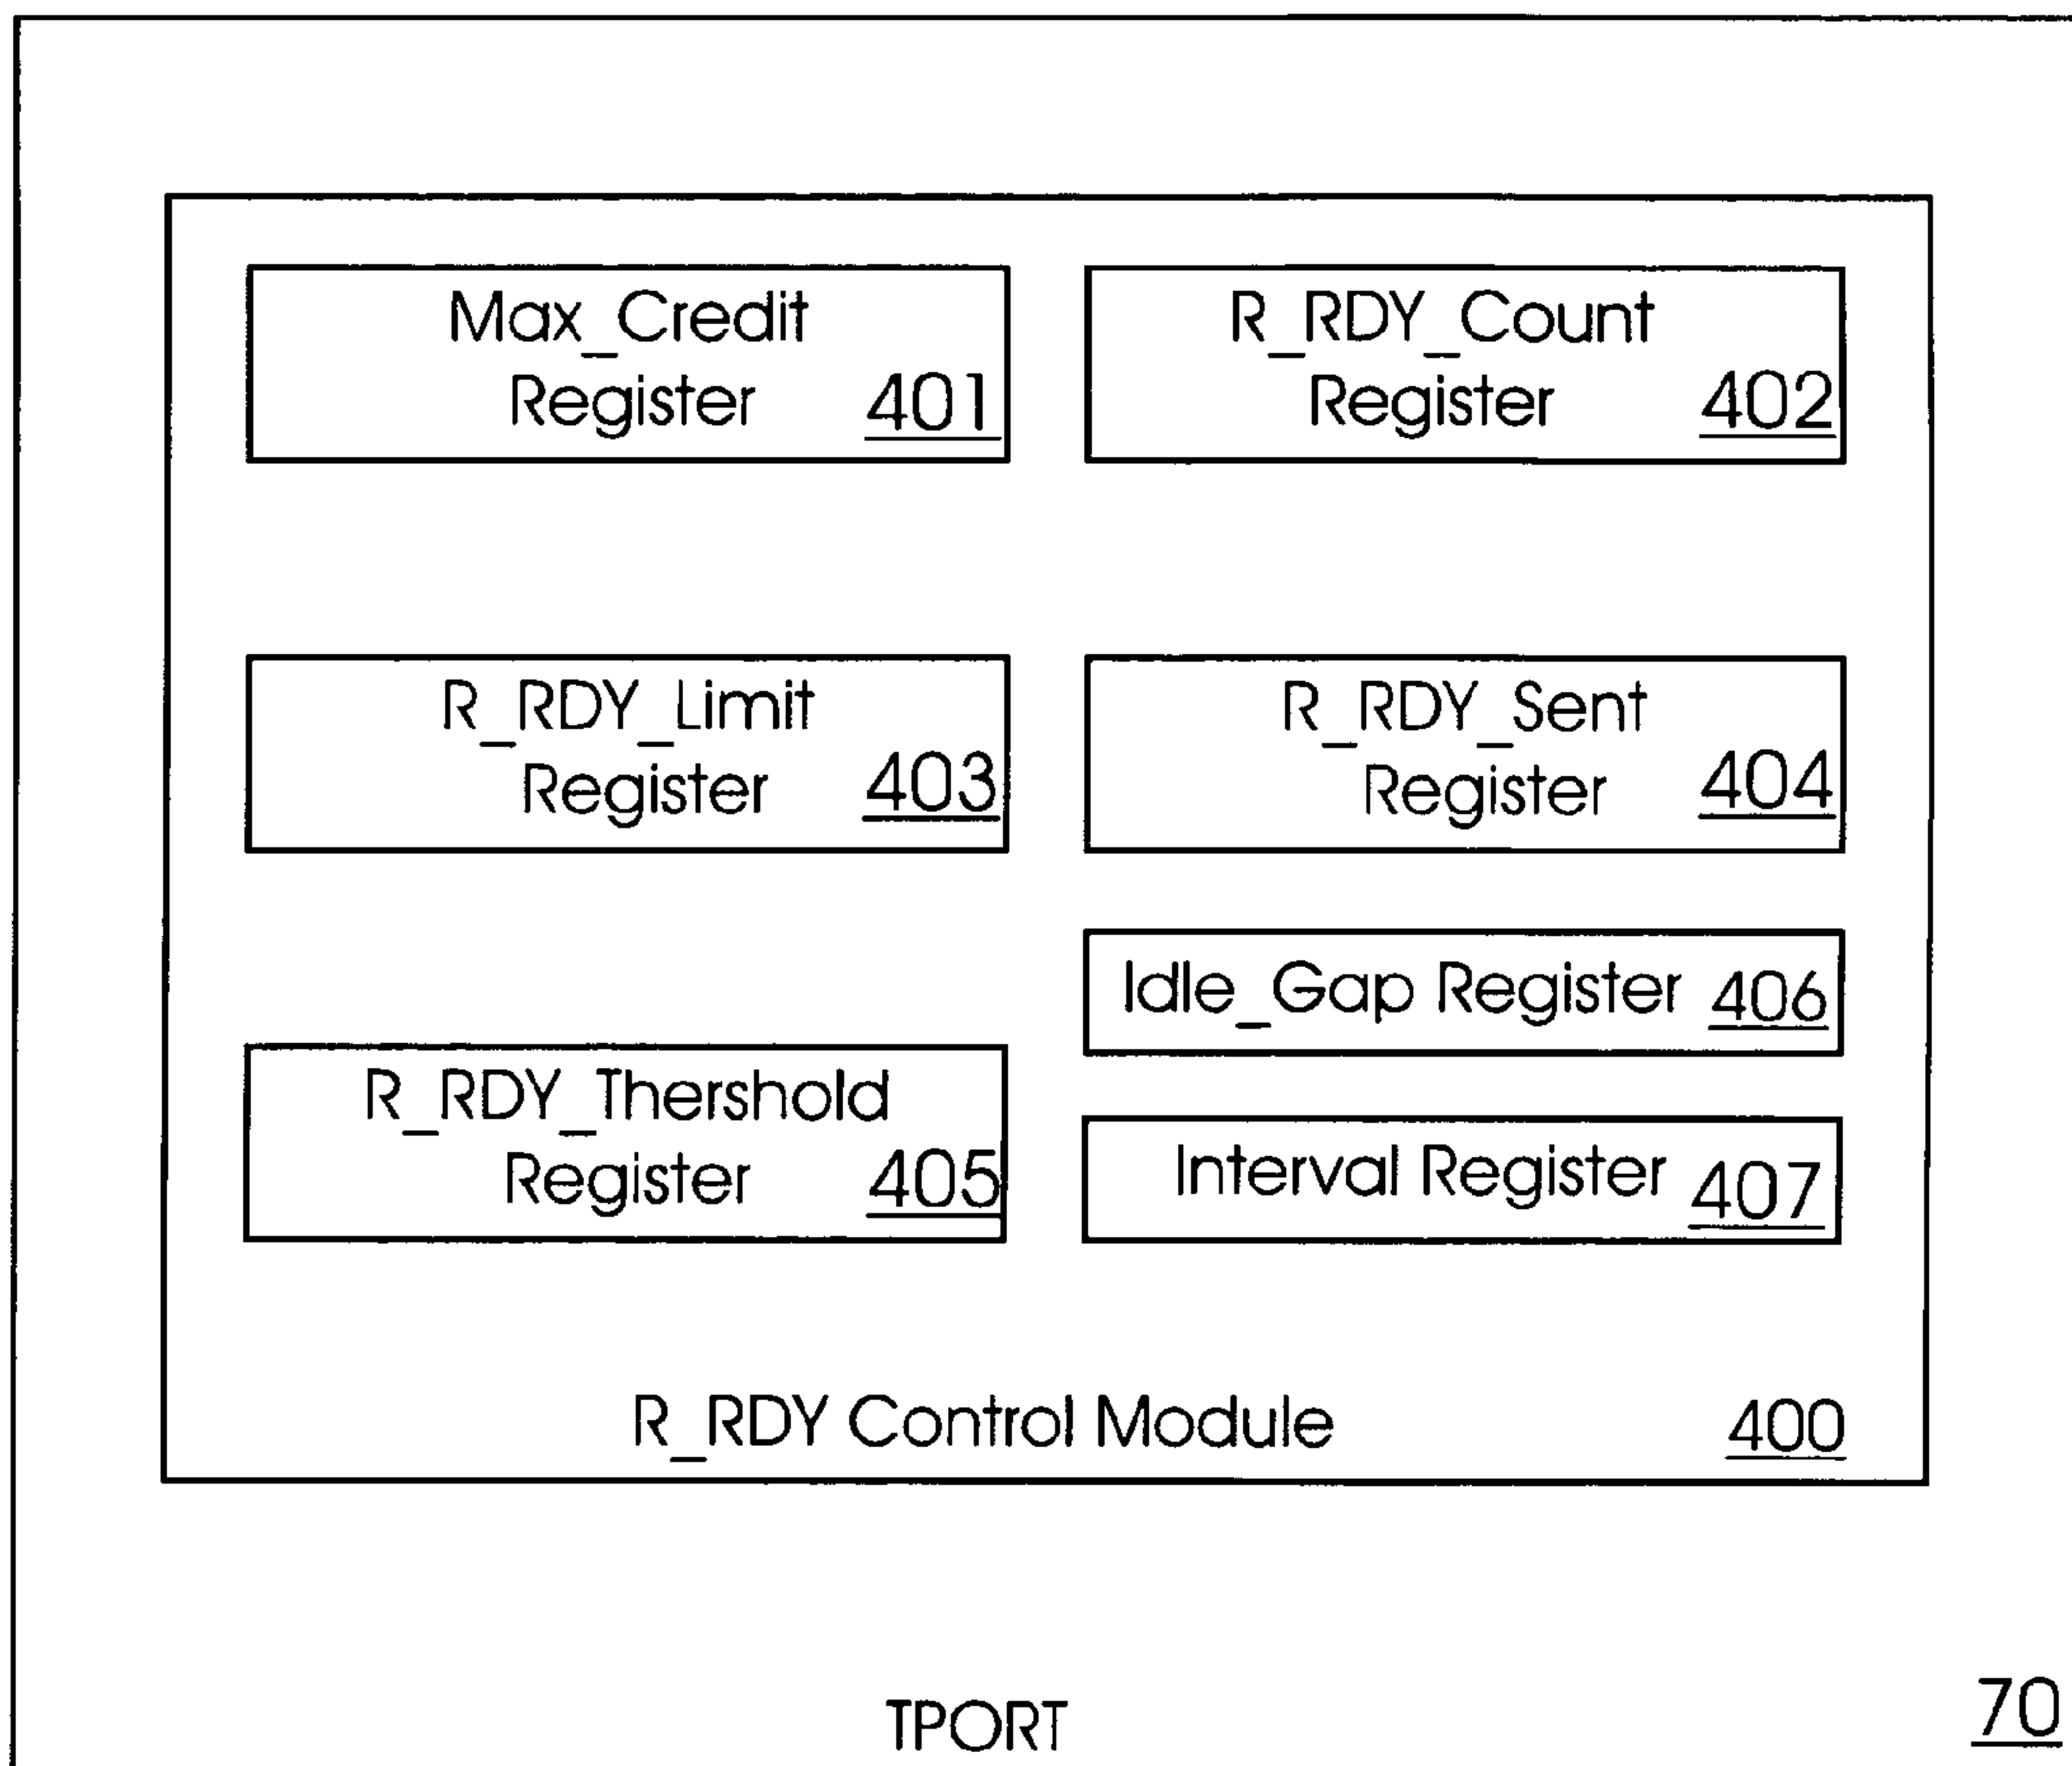 Max_Credit
Register 401
R_RDY_Count
Register 402
R_RDY_Limit
Register 403
R_RDY_Sent
Register 404
Idle_Gap Register 406
R_RDY_Thershold
Register 405
Interval Register 407
R_RDY Control Module 400
TPORT 70